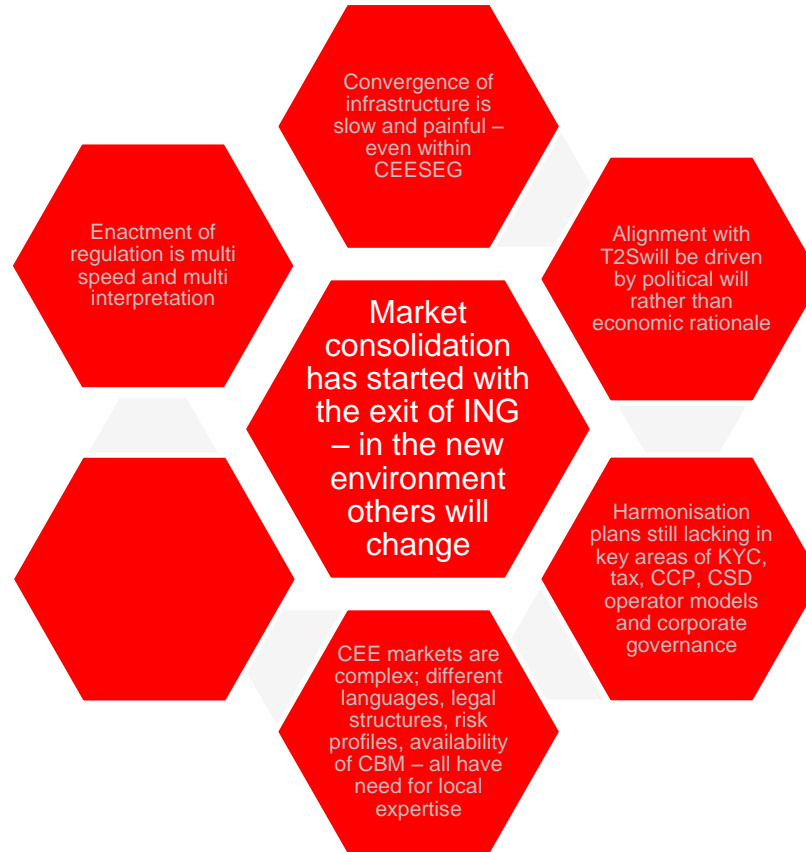 Convergence of
infrastructure is
slow and painful –
even within
CEESEG
Enactment of
regulation is multi
speed and multi
interpretation
Alignment with
T2Swill be driven
by political will
rather than
economic rationale
Market
consolidation
has started with
the exit of ING
– in the new
environment
others will
change
Harmonisation
plans still lacking in
key areas of KYC,
tax, CCP, CSD
operator models
and corporate
governance
CEE markets are
complex; different
languages, legal
structures, risk
profiles, availability
of CBM – all have
need for local
expertise